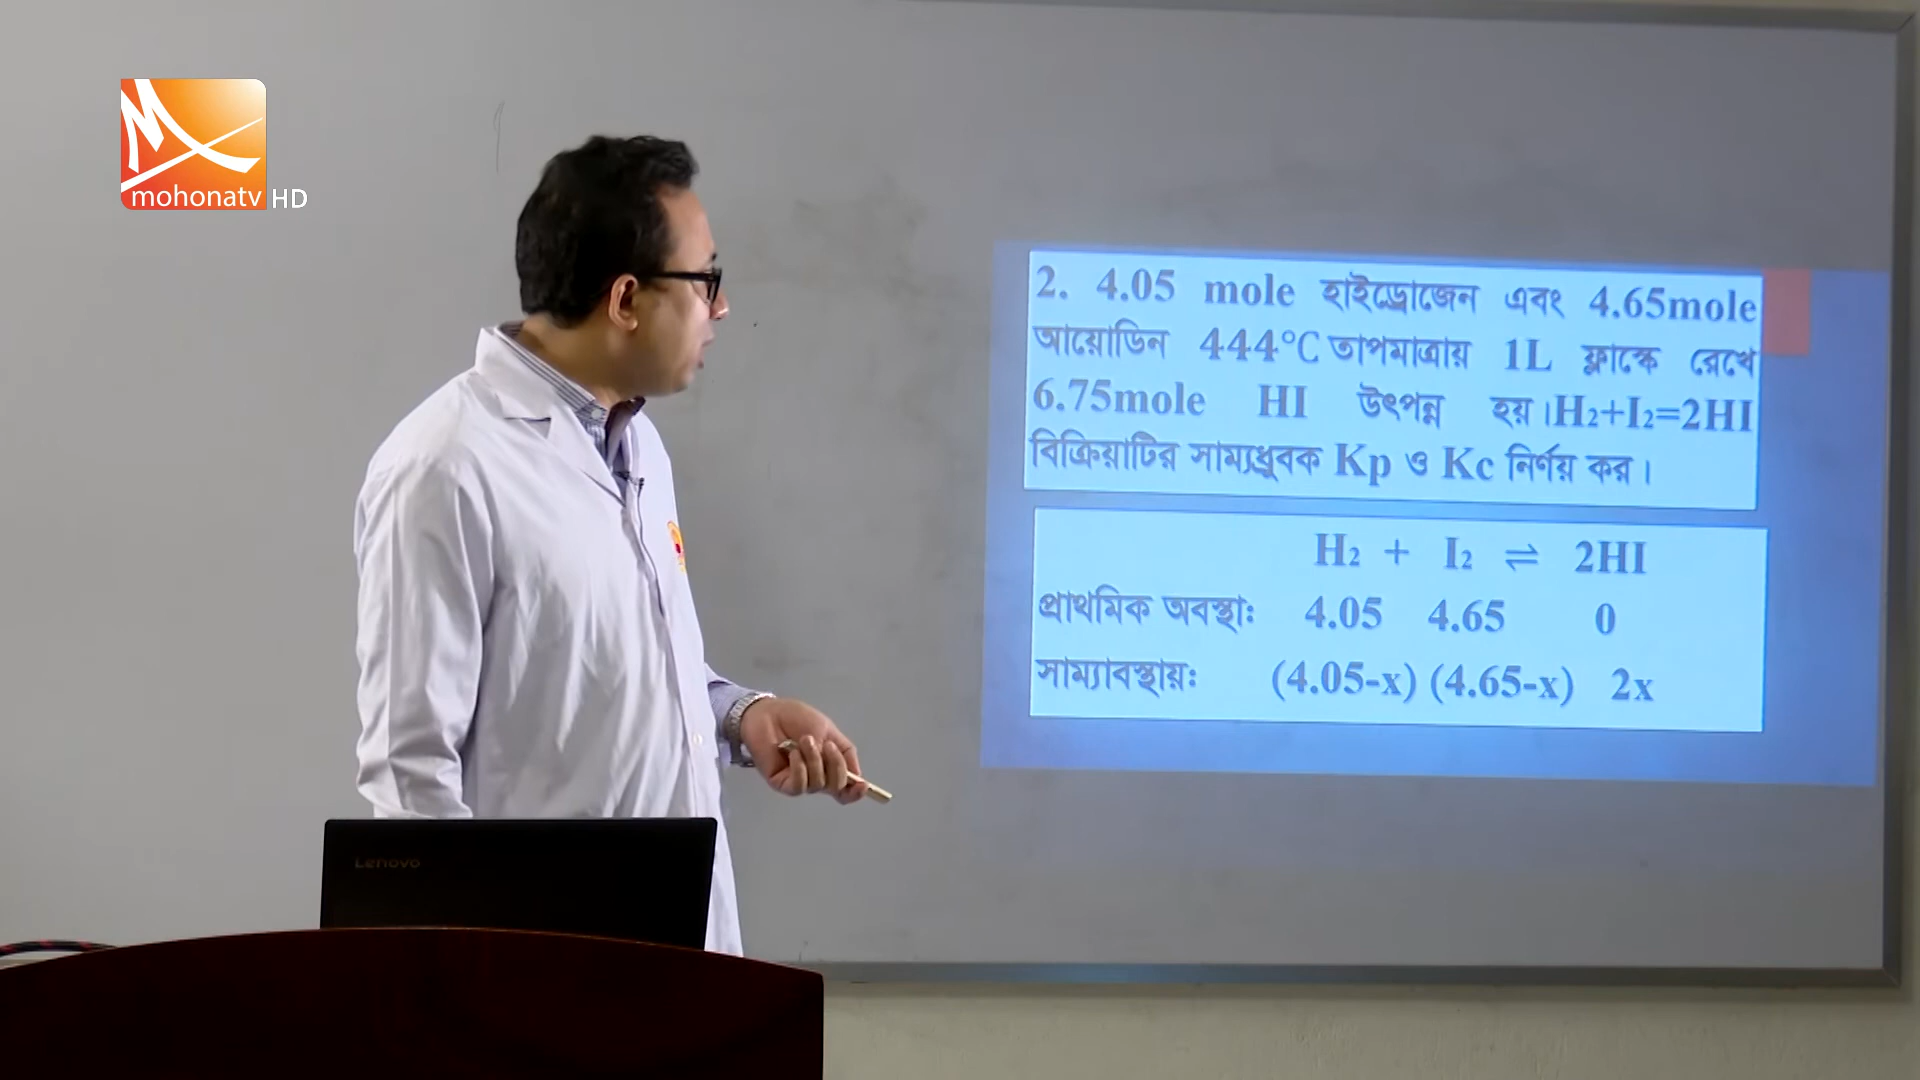 mohonatv HD
2. 4.05 mole হাইড্রোজেন এবং 4.65mole
আয়োডিন 444°C তাপমাত্রায় 1L ফ্লাস্কে রেখে
6.75mole HI উৎপন্ন হয়।H₂+I₂=2HI
বিক্রিয়াটির সাম্যধ্রুবক Kp ও Kc নির্ণয় কর।
H₂ + I₂ ⇌ 2HI
প্রাথমিক অবস্থাঃ 4.05 4.65 0
সাম্যাবস্থায়ঃ (4.05-x) (4.65-x) 2x
Lenovo